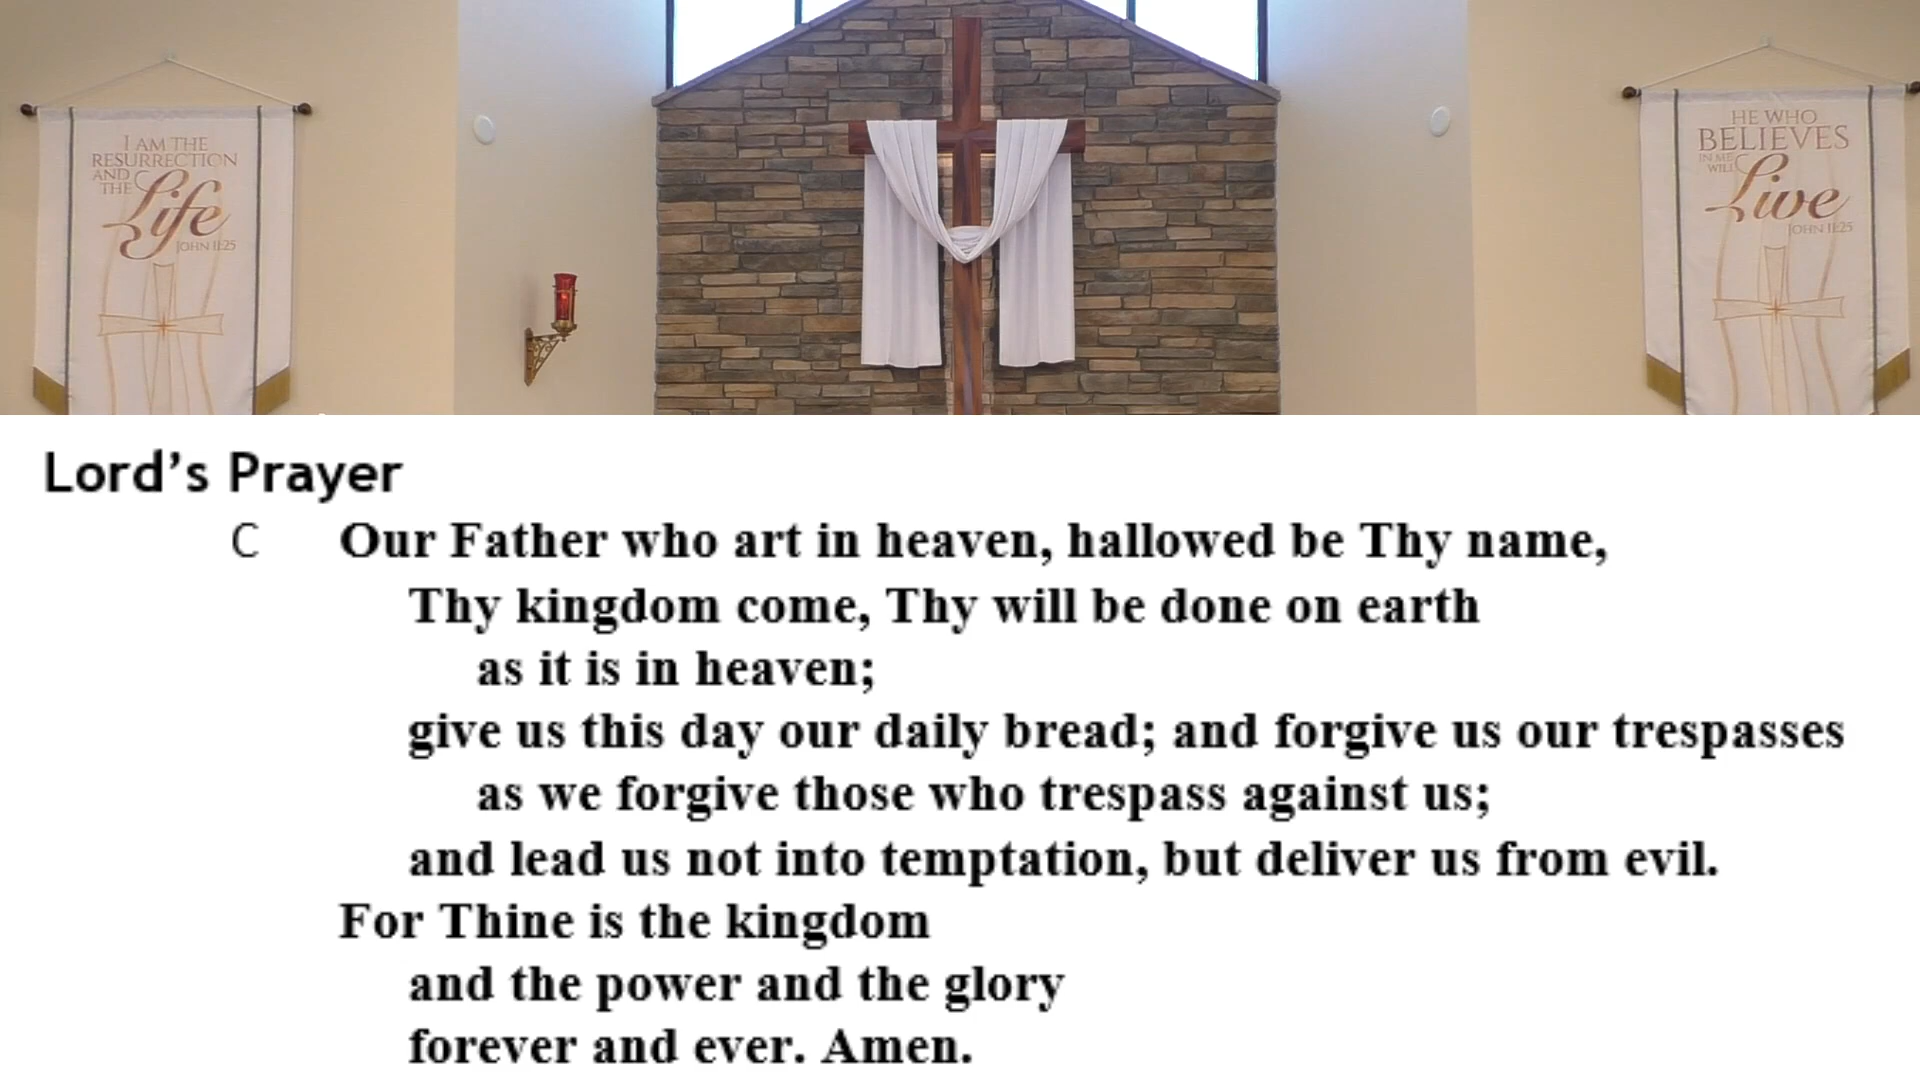 I AM THE
RESURRECTION
AND
THE Life
JOHN 11:25
HE WHO
BELIEVES
IN ME
WILL Live
JOHN 11:25
Lord’s Prayer
C Our Father who art in heaven, hallowed be Thy name,
Thy kingdom come, Thy will be done on earth
as it is in heaven;
give us this day our daily bread; and forgive us our trespasses
as we forgive those who trespass against us;
and lead us not into temptation, but deliver us from evil.
For Thine is the kingdom
and the power and the glory
forever and ever. Amen.